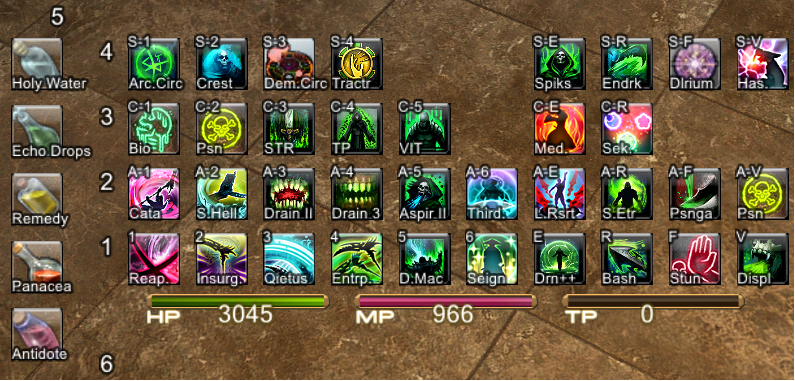 5
Holy Water
4
S-1 S-2 S-3 S-4 S-E S-R S-F S-V
Arc.Circ Crest Dem.Circ Tractr Spiks Endrk Dlrium Has.
Echo Drops
3
C-1 C-2 C-3 C-4 C-5 C-E C-R
Bio Psn STR TP VIT Med. Sek.
Remedy
2
A-1 A-2 A-3 A-4 A-5 A-6 A-E A-R A-F A-V
Cata S.Hell Drain II Drain 3 Aspir II Third. L.Rsrt S.Etr Psnga Psn
Panacea
1
1 2 3 4 5 6 E R F V
Reap. Insurg. Qietus Entrp. D.Mac. Seign Drn++ Bash Stun Displ
HP 3045 MP 966 TP 0
Antidote
6